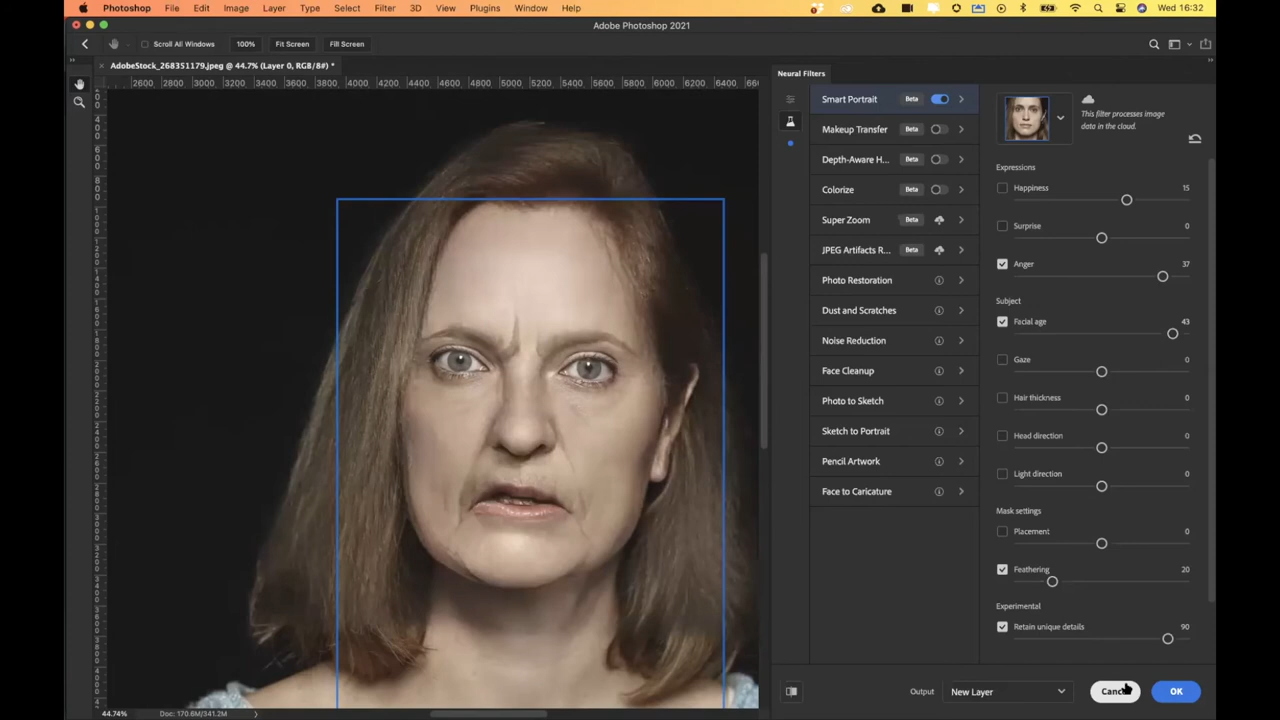 Photoshop File Edit Image Layer Type Select Filter 3D View Plugins Window Help Wed 16:32
Adobe Photoshop 2021
Scroll All Windows 100% Fit Screen Fill Screen
AdobeStock_268351179.jpeg @ 44.7% (Layer 0, RGB/8#) *
2600 2800 3000 3200 3400 3600 3800 4000 4200 4400 4600 4800 5000 5200 5400 5600 5800 6000 6200 6400
Neural Filters
Smart Portrait Beta
Makeup Transfer Beta
Depth-Aware H... Beta
Colorize Beta
Super Zoom Beta
JPEG Artifacts R... Beta
Photo Restoration
Dust and Scratches
Noise Reduction
Face Cleanup
Photo to Sketch
Sketch to Portrait
Pencil Artwork
Face to Caricature
This filter processes image
data in the cloud.
Expressions
Happiness 15
Surprise 0
Anger 37
Subject
Facial age 43
Gaze 0
Hair thickness 0
Head direction 0
Light direction 0
Mask settings
Placement 0
Feathering 20
Experimental
Retain unique details 90
Output New Layer OK
44.74% Doc: 170.6M/341.2M